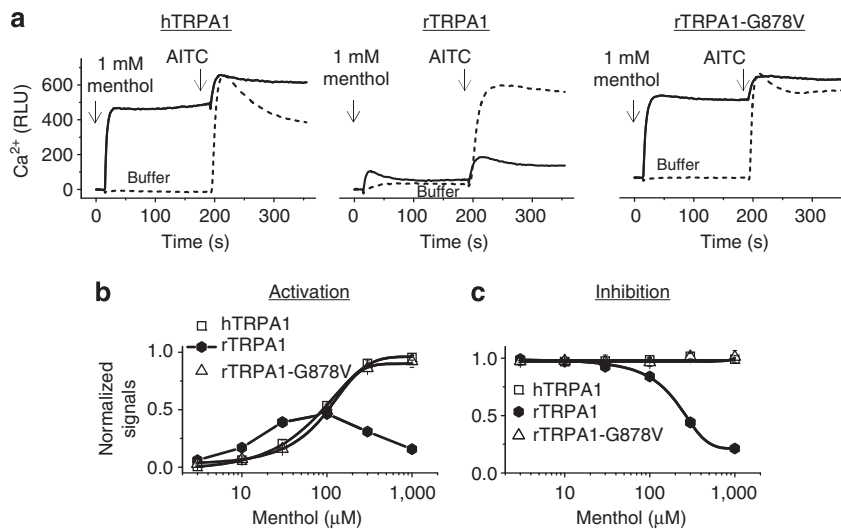 a
hTRPA1
rTRPA1
rTRPA1-G878V
1 mM
menthol
AITC
1 mM
menthol
AITC
1 mM
menthol
AITC
Ca2+ (RLU)
600
400
200
0
Buffer
Buffer
Buffer
0 100 200 300
0 100 200 300
0 100 200 300
Time (s)
Time (s)
Time (s)
b
Activation
hTRPA1
rTRPA1
rTRPA1-G878V
Normalized
signals
1.0
0.5
0.0
10 100 1,000
Menthol (μM)
c
Inhibition
1.0
0.5
1.0
hTRPA1
rTRPA1
rTRPA1-G878V
10 100 1,000
Menthol (μM)